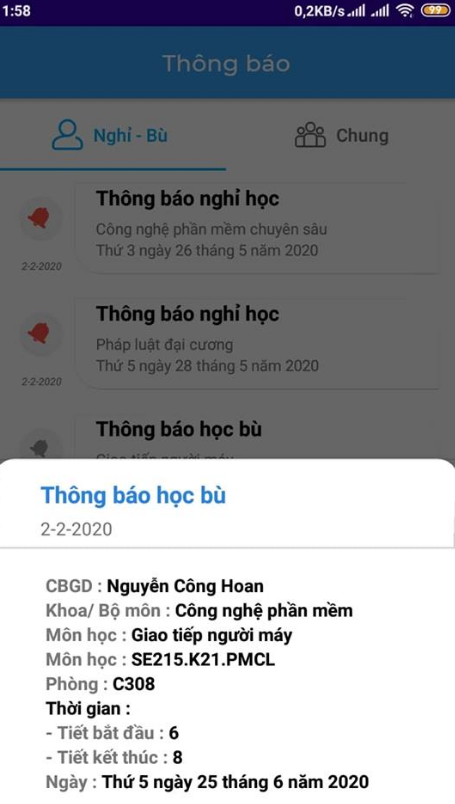 1:58
0,2KB/s
99
Thông báo
Nghỉ - Bù
Chung
Thông báo nghỉ học
Công nghệ phần mềm chuyên sâu
Thứ 3 ngày 26 tháng 5 năm 2020
2-2-2020
Thông báo nghỉ học
Pháp luật đại cương
Thứ 5 ngày 28 tháng 5 năm 2020
2-2-2020
Thông báo học bù
Giao tiếp người máy
Thông báo học bù
2-2-2020
CBGD : Nguyễn Công Hoan
Khoa/ Bộ môn : Công nghệ phần mềm
Môn học : Giao tiếp người máy
Môn học : SE215.K21.PMCL
Phòng : C308
Thời gian :
- Tiết bắt đầu : 6
- Tiết kết thúc : 8
Ngày : Thứ 5 ngày 25 tháng 6 năm 2020